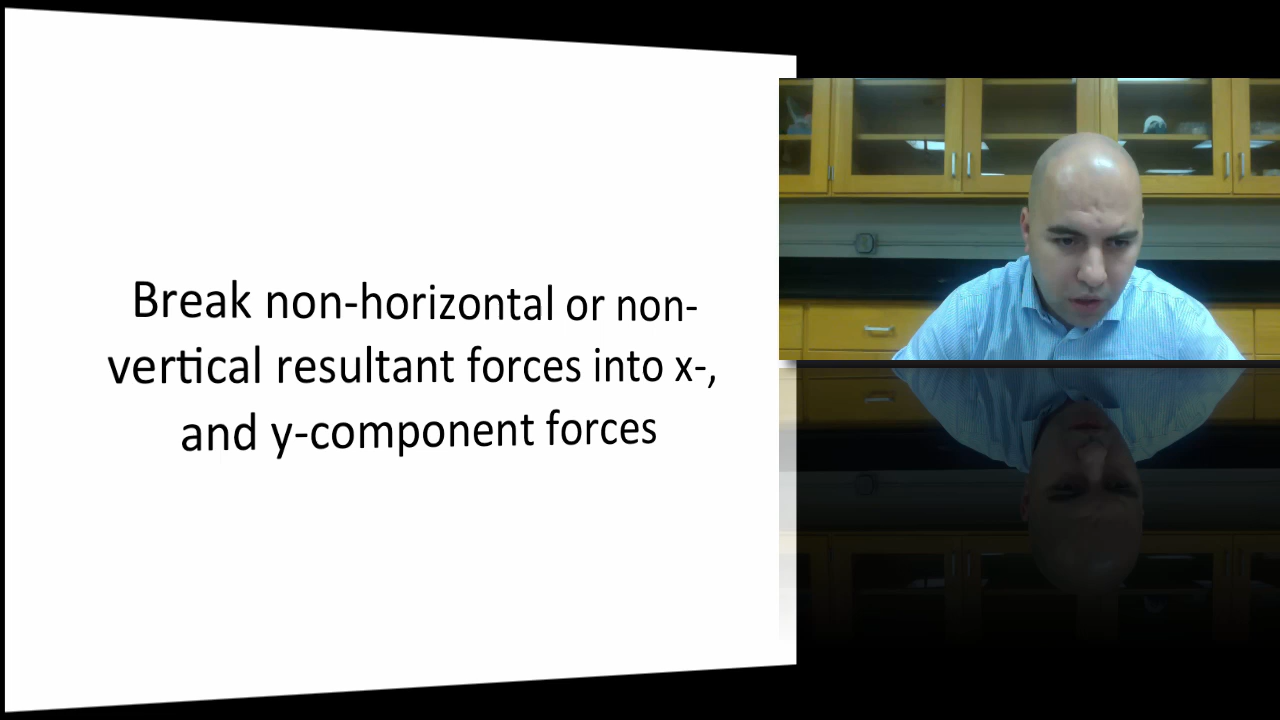 Break non-horizontal or non-
vertical resultant forces into x-,
and y-component forces